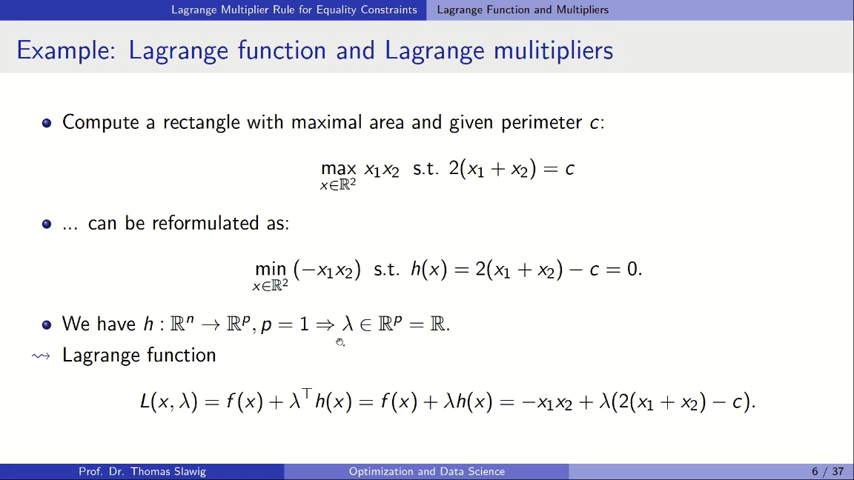 Lagrange Multiplier Rule for Equality Constraints Lagrange Function and Multipliers
Example: Lagrange function and Lagrange mulitipliers
Compute a rectangle with maximal area and given perimeter c:
max x₁x₂ s.t. 2(x₁ + x₂) = c
x∈ℝ²
... can be reformulated as:
min (−x₁x₂) s.t. h(x) = 2(x₁ + x₂) − c = 0.
x∈ℝ²
We have h : ℝⁿ → ℝᵖ, p = 1 ⇒ λ ∈ ℝᵖ = ℝ.
⇝ Lagrange function
L(x, λ) = f(x) + λ⊤h(x) = f(x) + λh(x) = −x₁x₂ + λ(2(x₁ + x₂) − c).
Prof. Dr. Thomas Slawig Optimization and Data Science 6 / 37